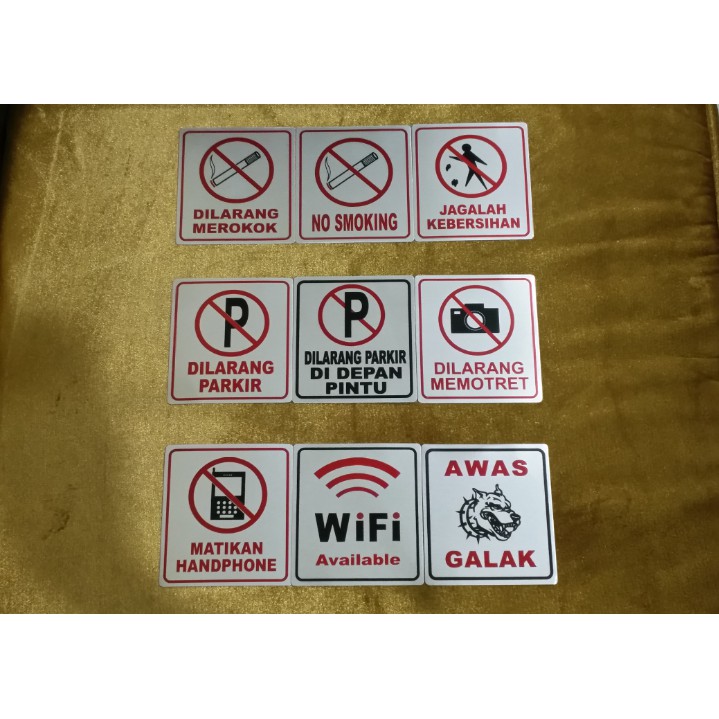 DILARANG
MEROKOK
NO SMOKING
JAGALAH
KEBERSIHAN
P
DILARANG
PARKIR
P
DILARANG PARKIR
DI DEPAN
PINTU
DILARANG
MEMOTRET
MATIKAN
HANDPHONE
WiFi
Available
AWAS
GALAK